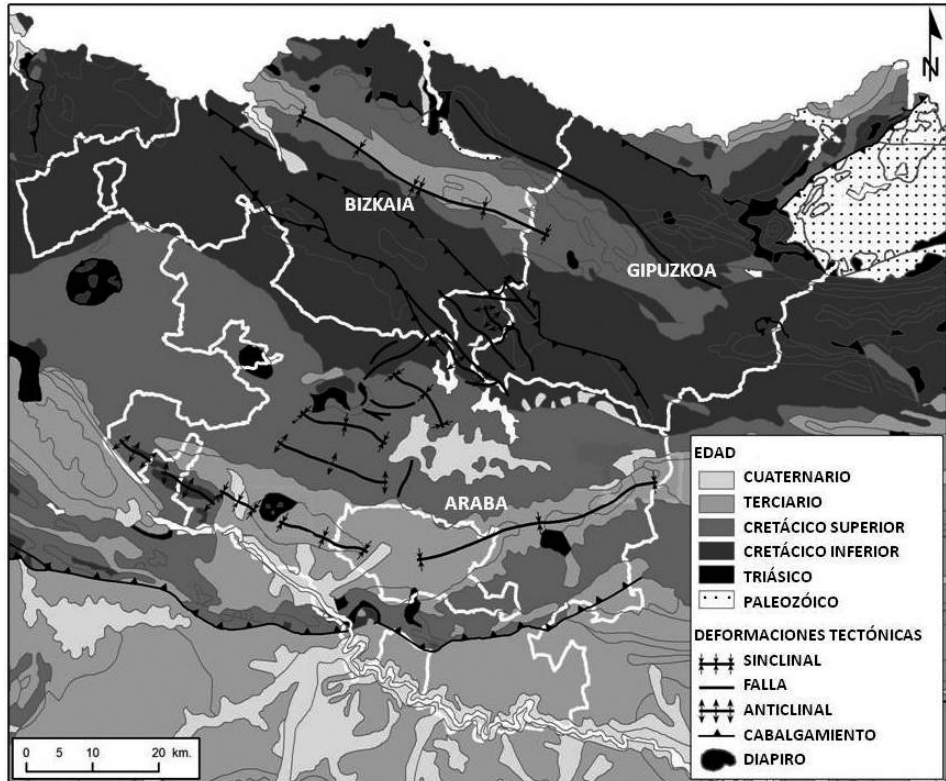 N
BIZKAIA
GIPUZKOA
ARABA
EDAD
CUATERNARIO
TERCIARIO
CRETÁCICO SUPERIOR
CRETÁCICO INFERIOR
TRIÁSICO
PALEOZÓICO
DEFORMACIONES TECTÓNICAS
SINCLINAL
FALLA
ANTICLINAL
CABALGAMIENTO
DIAPIRO
0 5 10 20 km.